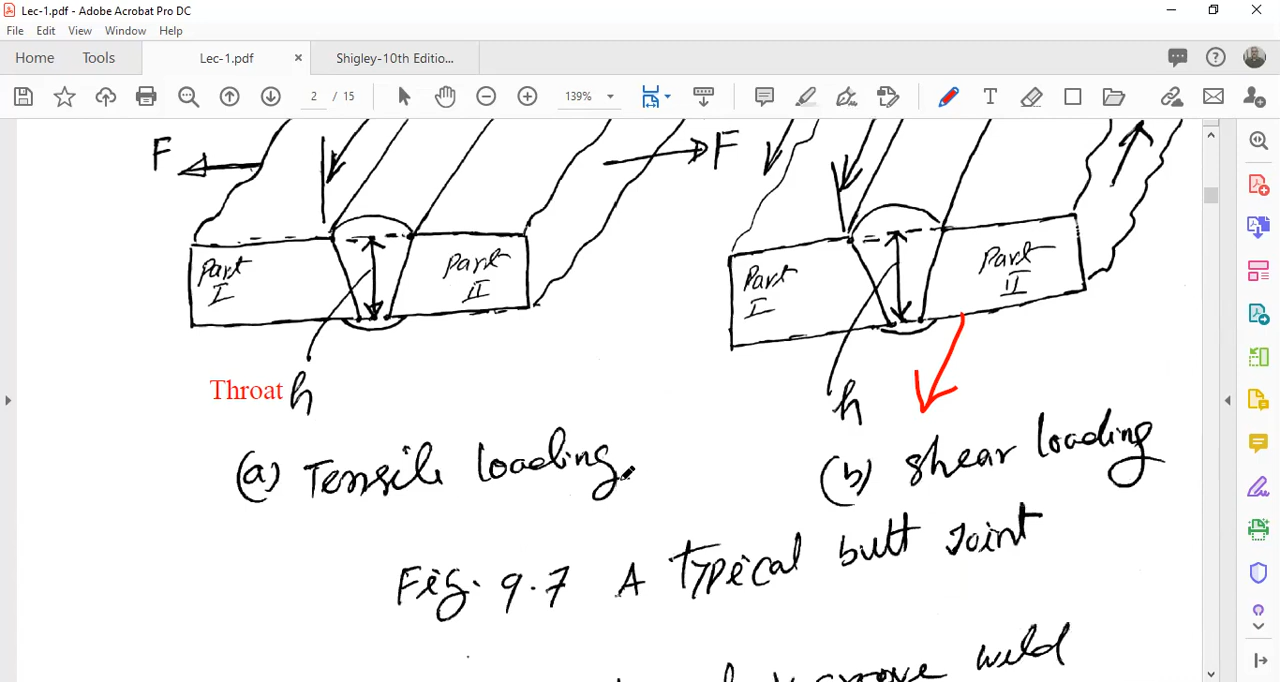 Lec-1.pdf - Adobe Acrobat Pro DC
File Edit View Window Help
Home Tools Lec-1.pdf × Shigley-10th Editio...
2 / 15 139%
F F
Part I Part II Part I Part II
Throat h h
(a) Tensile loading. (b) shear loading
Fig. 9.7 A Typical butt Joint
groove weld